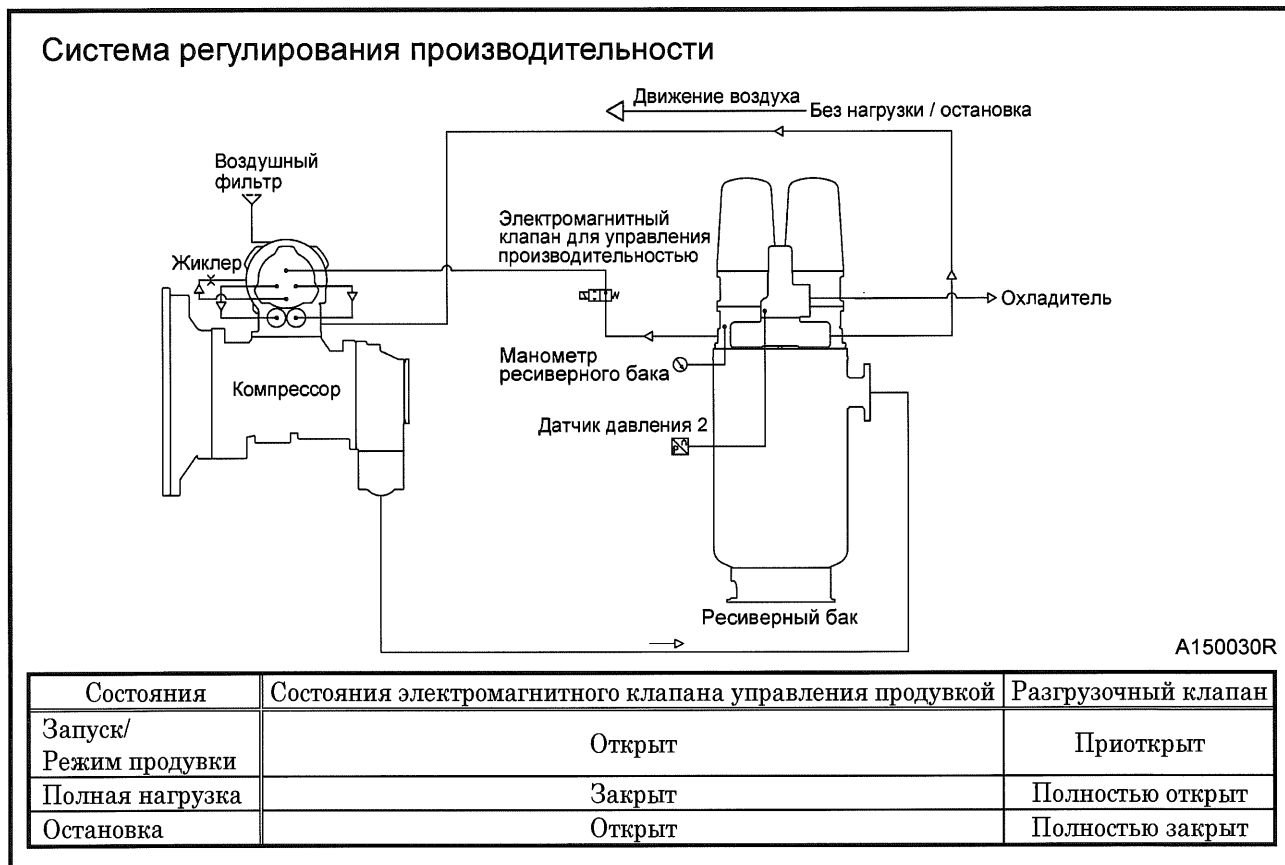 Система регулирования производительности
Движение воздуха
Без нагрузки / остановка
Воздушный
фильтр
Электромагнитный
клапан для управления
производительностью
Жиклер
Охладитель
Манометр
ресиверного бака
Компрессор
Датчик давления 2
Ресиверный бак
A150030R
Состояния Состояния электромагнитного клапана управления продувкой Разгрузочный клапан
Запуск/
Режим продувки Открыт Приоткрыт
Полная нагрузка Закрыт Полностью открыт
Остановка Открыт Полностью закрыт